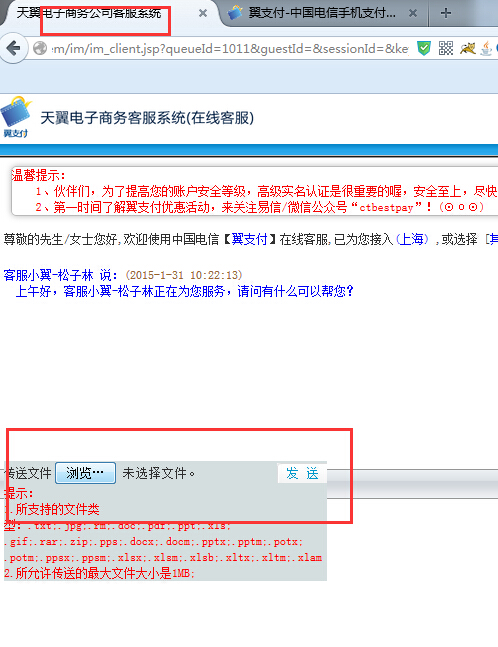 天翼电子商务公司客服系统
翼支付-中国电信手机支付...
em/im/im_client.jsp?queueId=1011&guestId=&sessionId=&ke
翼支付
天翼电子商务客服系统(在线客服)
温馨提示:
1、伙伴们，为了提高您的账户安全等级，高级实名认证是很重要的喔，安全至上，尽快
2、第一时间了解翼支付优惠活动，来关注易信/微信公众号“ctbestpay”！(⊙o⊙)
尊敬的先生/女士您好,欢迎使用中国电信【翼支付】在线客服,已为您接入(上海) ,或选择 [其
客服小翼-松子林 说：(2015-1-31 10:22:13)
上午好，客服小翼-松子林正在为您服务，请问有什么可以帮您？
传送文件 浏览… 未选择文件。 发 送
提示:
1.所支持的文件类
型：.txt;.jpg;.rm;.doc;.pdf;.ppt;.xls;
.gif;.rar;.zip;.pps;.docx;.docm;.pptx;.pptm;.potx;
.potm;.ppsx;.ppsm;.xlsx;.xlsm;.xlsb;.xltx;.xltm;.xlam
2.所允许传送的最大文件大小是1MB;